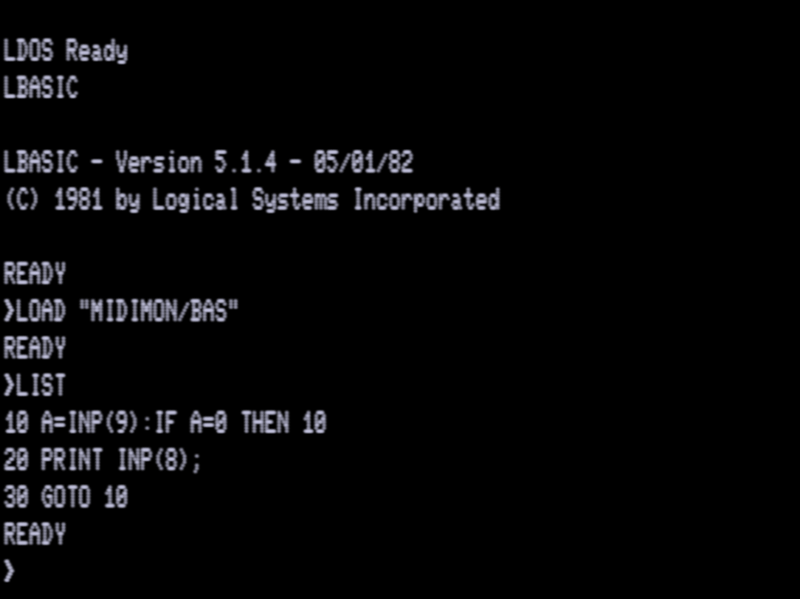 LDOS Ready
LBASIC
LBASIC - Version 5.1.4 - 05/01/82
(C) 1981 by Logical Systems Incorporated
READY
>LOAD "MIDIMON/BAS"
READY
>LIST
10 A=INP(9):IF A=0 THEN 10
20 PRINT INP(8);
30 GOTO 10
READY
>